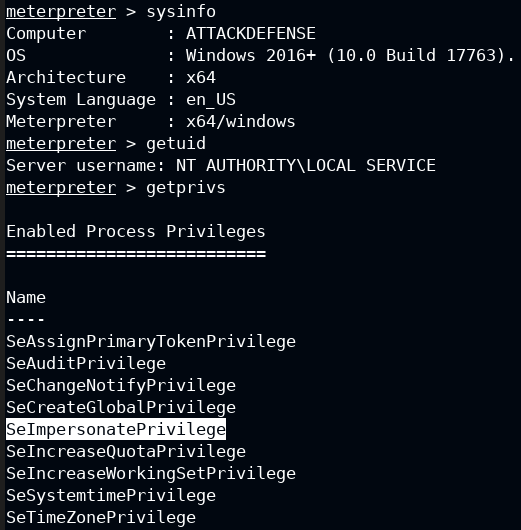 meterpreter > sysinfo
Computer        : ATTACKDEFENSE
OS              : Windows 2016+ (10.0 Build 17763).
Architecture    : x64
System Language : en_US
Meterpreter     : x64/windows
meterpreter > getuid
Server username: NT AUTHORITY\LOCAL SERVICE
meterpreter > getprivs
Enabled Process Privileges
==========================
Name
----
SeAssignPrimaryTokenPrivilege
SeAuditPrivilege
SeChangeNotifyPrivilege
SeCreateGlobalPrivilege
SeImpersonatePrivilege
SeIncreaseQuotaPrivilege
SeIncreaseWorkingSetPrivilege
SeSystemtimePrivilege
SeTimeZonePrivilege